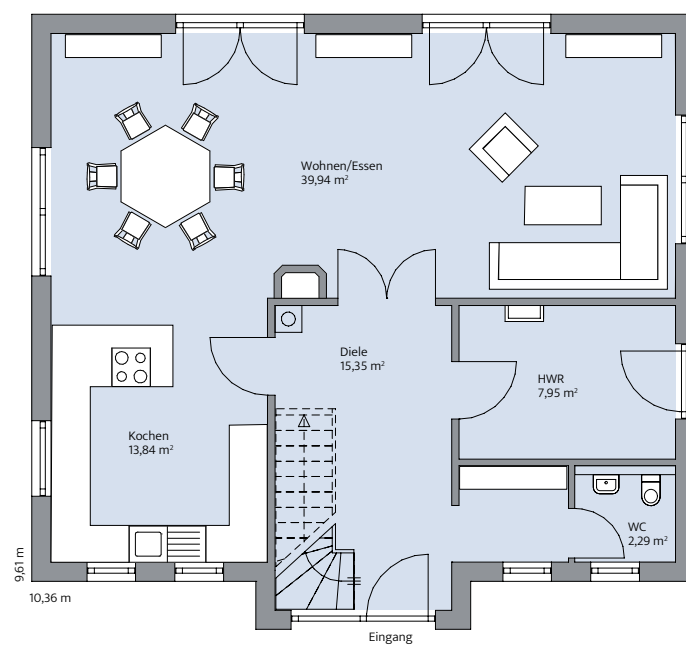 Wohnen/Essen
39,94 m²
Diele
15,35 m²
HWR
7,95 m²
Kochen
13,84 m²
WC
2,29 m²
9,61 m
10,36 m
Eingang